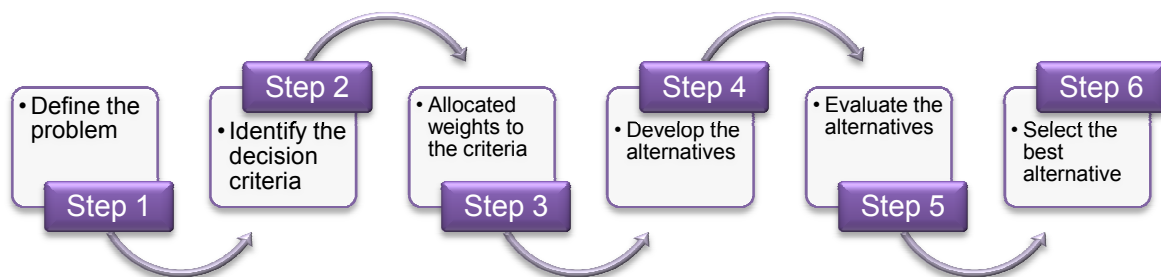 • Define the
problem
Step 1
Step 2
• Identify the
decision
criteria
• Allocated
weights to
the criteria
Step 3
Step 4
• Develop the
alternatives
• Evaluate the
alternatives
Step 5
Step 6
• Select the
best
alternative